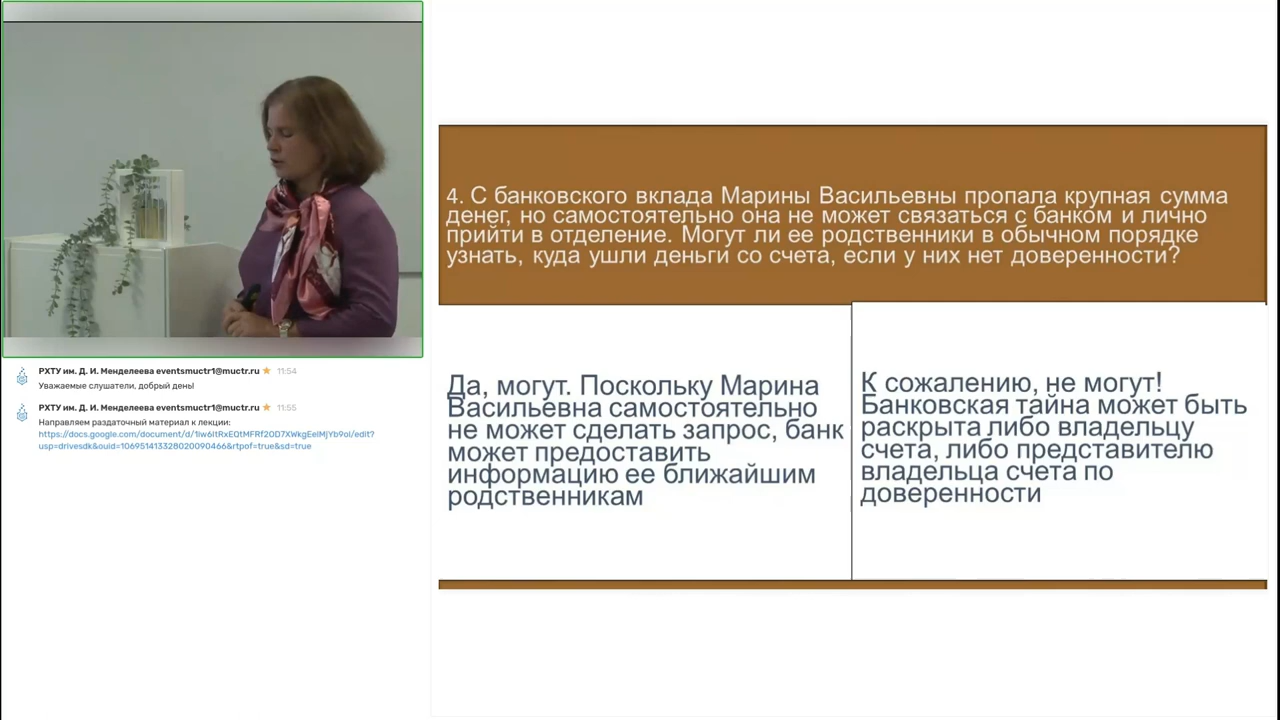 4. С банковского вклада Марины Васильевны пропала крупная сумма
денег, но самостоятельно она не может связаться с банком и лично
прийти в отделение. Могут ли ее родственники в обычном порядке
узнать, куда ушли деньги со счета, если у них нет доверенности?
Да, могут. Поскольку Марина
Васильевна самостоятельно
не может сделать запрос, банк
может предоставить
информацию ее ближайшим
родственникам
К сожалению, не могут!
Банковская тайна может быть
раскрыта либо владельцу
счета, либо представителю
владельца счета по
доверенности
РХТУ им. Д. И. Менделеева eventsmuctr1@muctr.ru 11:54
Уважаемые слушатели, добрый день!
РХТУ им. Д. И. Менделеева eventsmuctr1@muctr.ru 11:55
Направляем раздаточный материал к лекции: